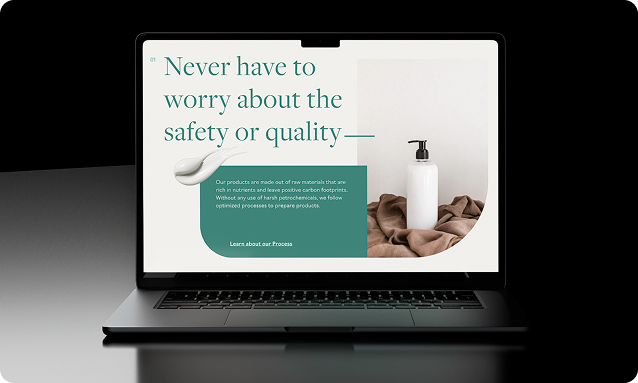 01
Never have to
worry about the
safety or quality—
Our products are made out of raw materials that are
rich in nutrients and leave positive carbon footprints.
Without any use of harsh petrochemicals, we follow
optimized processes to prepare products.
Learn about our Process